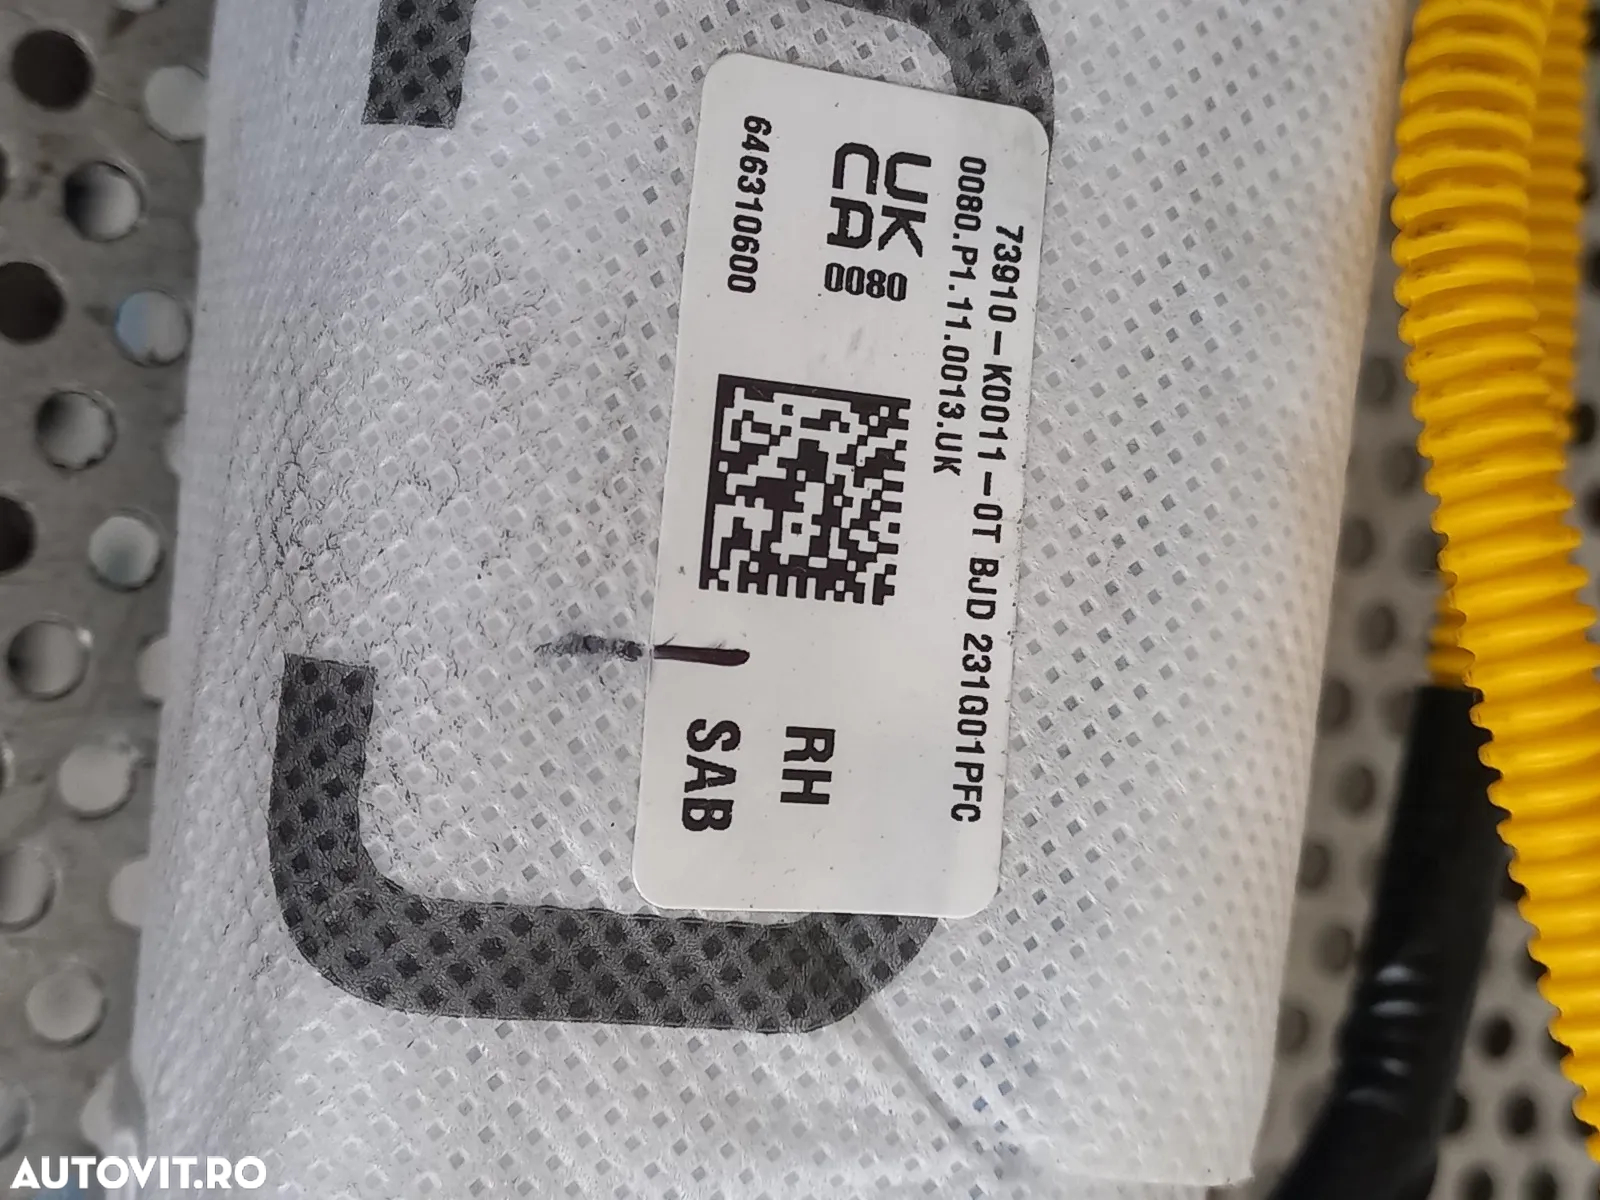 73910-K0011-0T BJD 231Q01PFC
0080.P1.11.0013.UK
UK
CA
0080
646310600
RH
SAB
AUTOVIT.RO